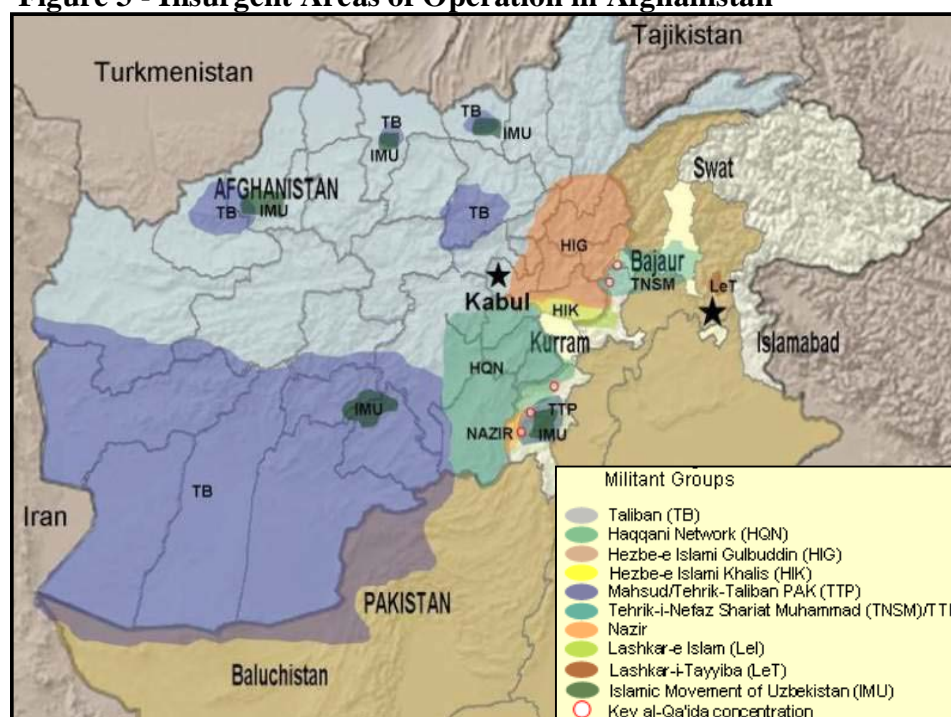 Figure 3 - Insurgent Areas of Operation in Afghanistan
Tajikistan
Turkmenistan
TB
IMU
TB
IMU
Swat
AFGHANISTAN
TB
IMU
TB
HIG
Bajaur
TNSM
LeT
Kabul
HIK
Islamabad
Kurram
HQN
IMU
TTP
NAZIR
IMU
TB
Iran
PAKISTAN
Baluchistan
Militant Groups
Taliban (TB)
Haqqani Network (HQN)
Hezbe-e Islami Gulbuddin (HIG)
Hezbe-e Islami Khalis (HIK)
Mahsud/Tehrik-Taliban PAK (TTP)
Tehrik-i-Nefaz Shariat Muhammad (TNSM)/TTI
Nazir
Lashkar-e Islam (LeI)
Lashkar-i-Tayyiba (LeT)
Islamic Movement of Uzbekistan (IMU)
Key al-Qa'ida concentration